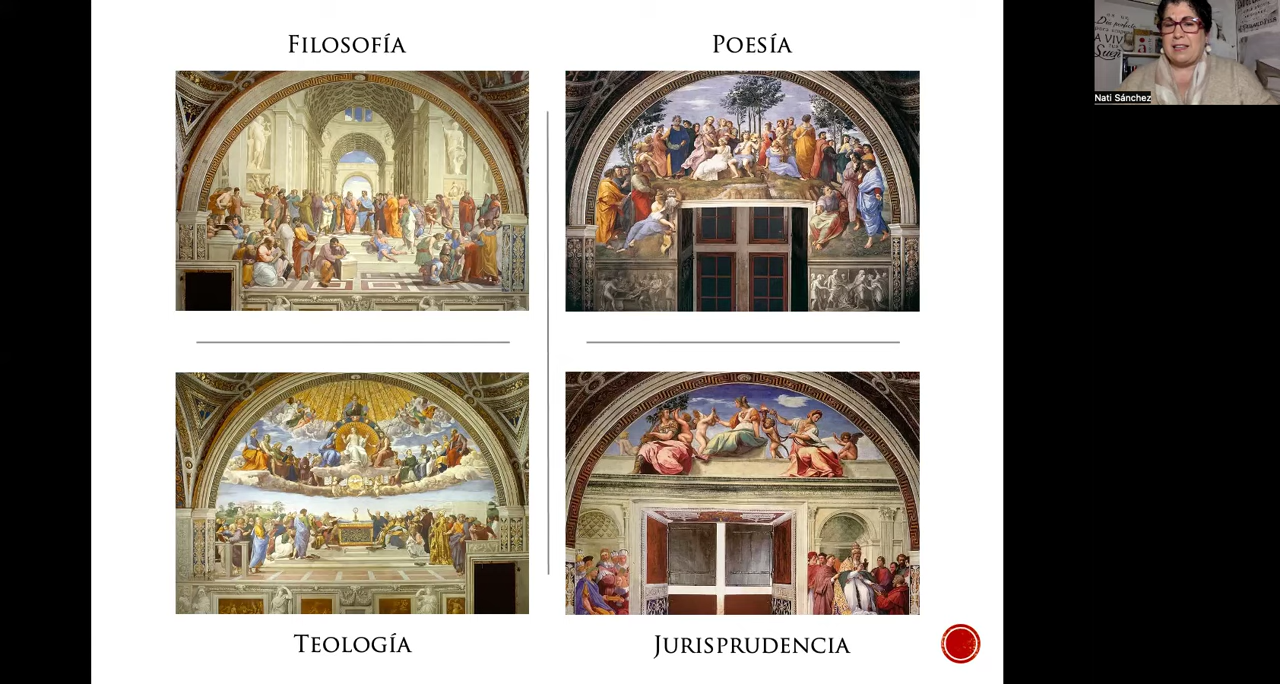 Filosofía
Poesía
Teología
Jurisprudencia
Nati Sánchez